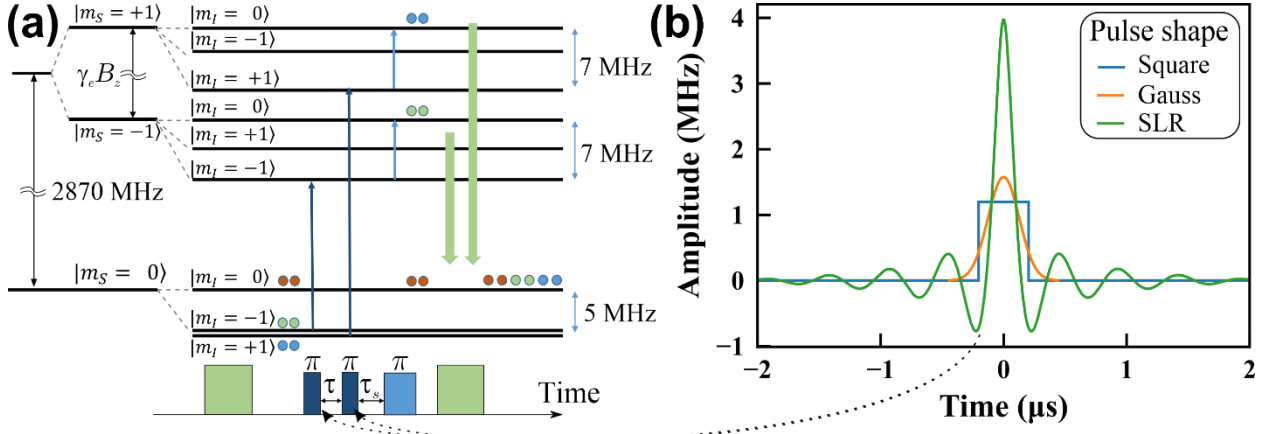 (a)
|m_S = +1⟩
γ_e B_z
|m_S = −1⟩
2870 MHz
|m_S = 0⟩
|m_I = 0⟩
|m_I = −1⟩
|m_I = +1⟩
|m_I = 0⟩
|m_I = +1⟩
|m_I = −1⟩
|m_I = 0⟩
|m_I = −1⟩
|m_I = +1⟩
7 MHz
7 MHz
5 MHz
π π π
τ τ_s
Time
(b)
Pulse shape
Square
Gauss
SLR
Amplitude (MHz)
4
3
2
1
0
−1
−2 −1 0 1 2
Time (μs)